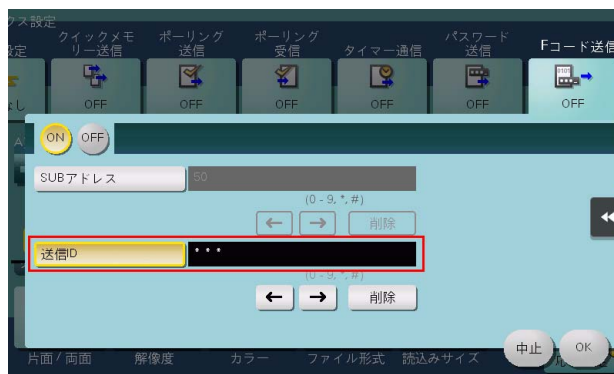 クス設定
設定
クイックメモ
リー送信
ポーリング
送信
ポーリング
受信
タイマー通信
パスワード
送信
Fコード送信
OFF
OFF
OFF
OFF
OFF
OFF
ON
OFF
SUBアドレス
50
(0 - 9, *, #)
←
→
削除
送信ID
* * *
(0 - 9, *, #)
←
→
削除
中止
OK
片面 / 両面
解像度
カラー
ファイル形式
読込みサイズ